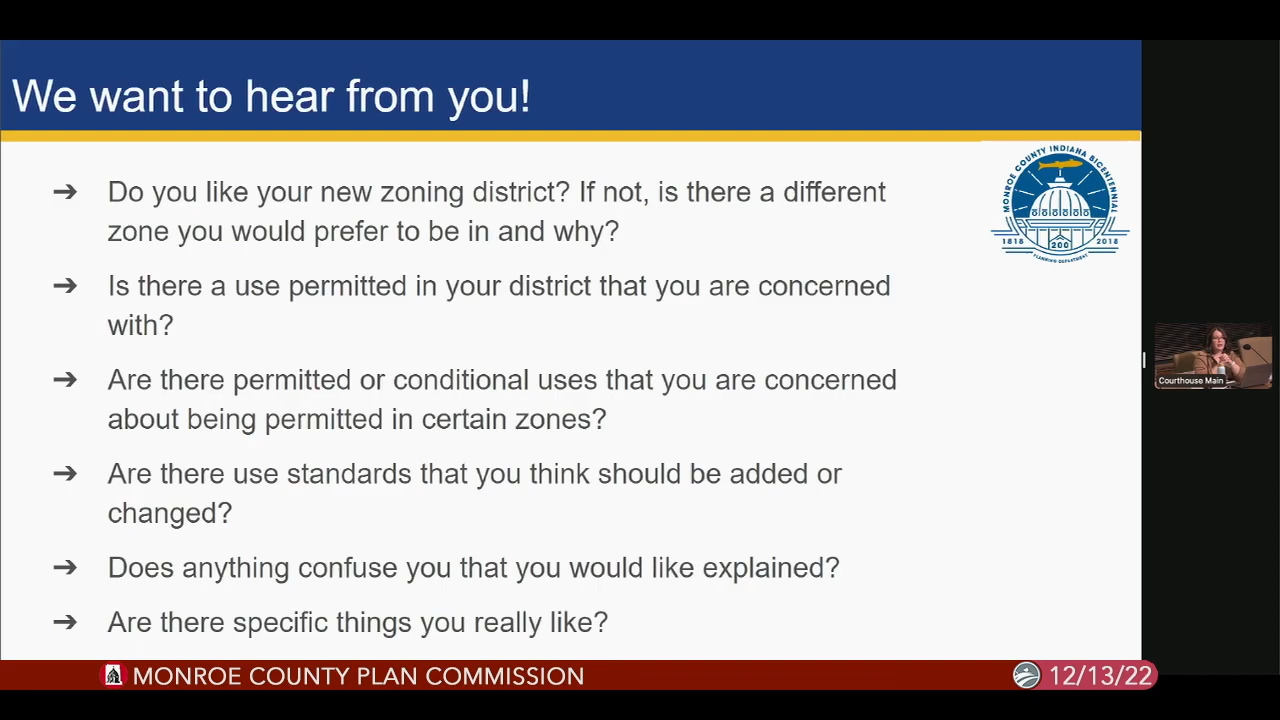 We want to hear from you!
➔ Do you like your new zoning district? If not, is there a different
zone you would prefer to be in and why?
➔ Is there a use permitted in your district that you are concerned
with?
➔ Are there permitted or conditional uses that you are concerned
about being permitted in certain zones?
➔ Are there use standards that you think should be added or
changed?
➔ Does anything confuse you that you would like explained?
➔ Are there specific things you really like?
MONROE COUNTY INDIANA BICENTENNIAL
1818 200 2018
PLANNING DEPARTMENT
Courthouse Main
MONROE COUNTY PLAN COMMISSION
12/13/22